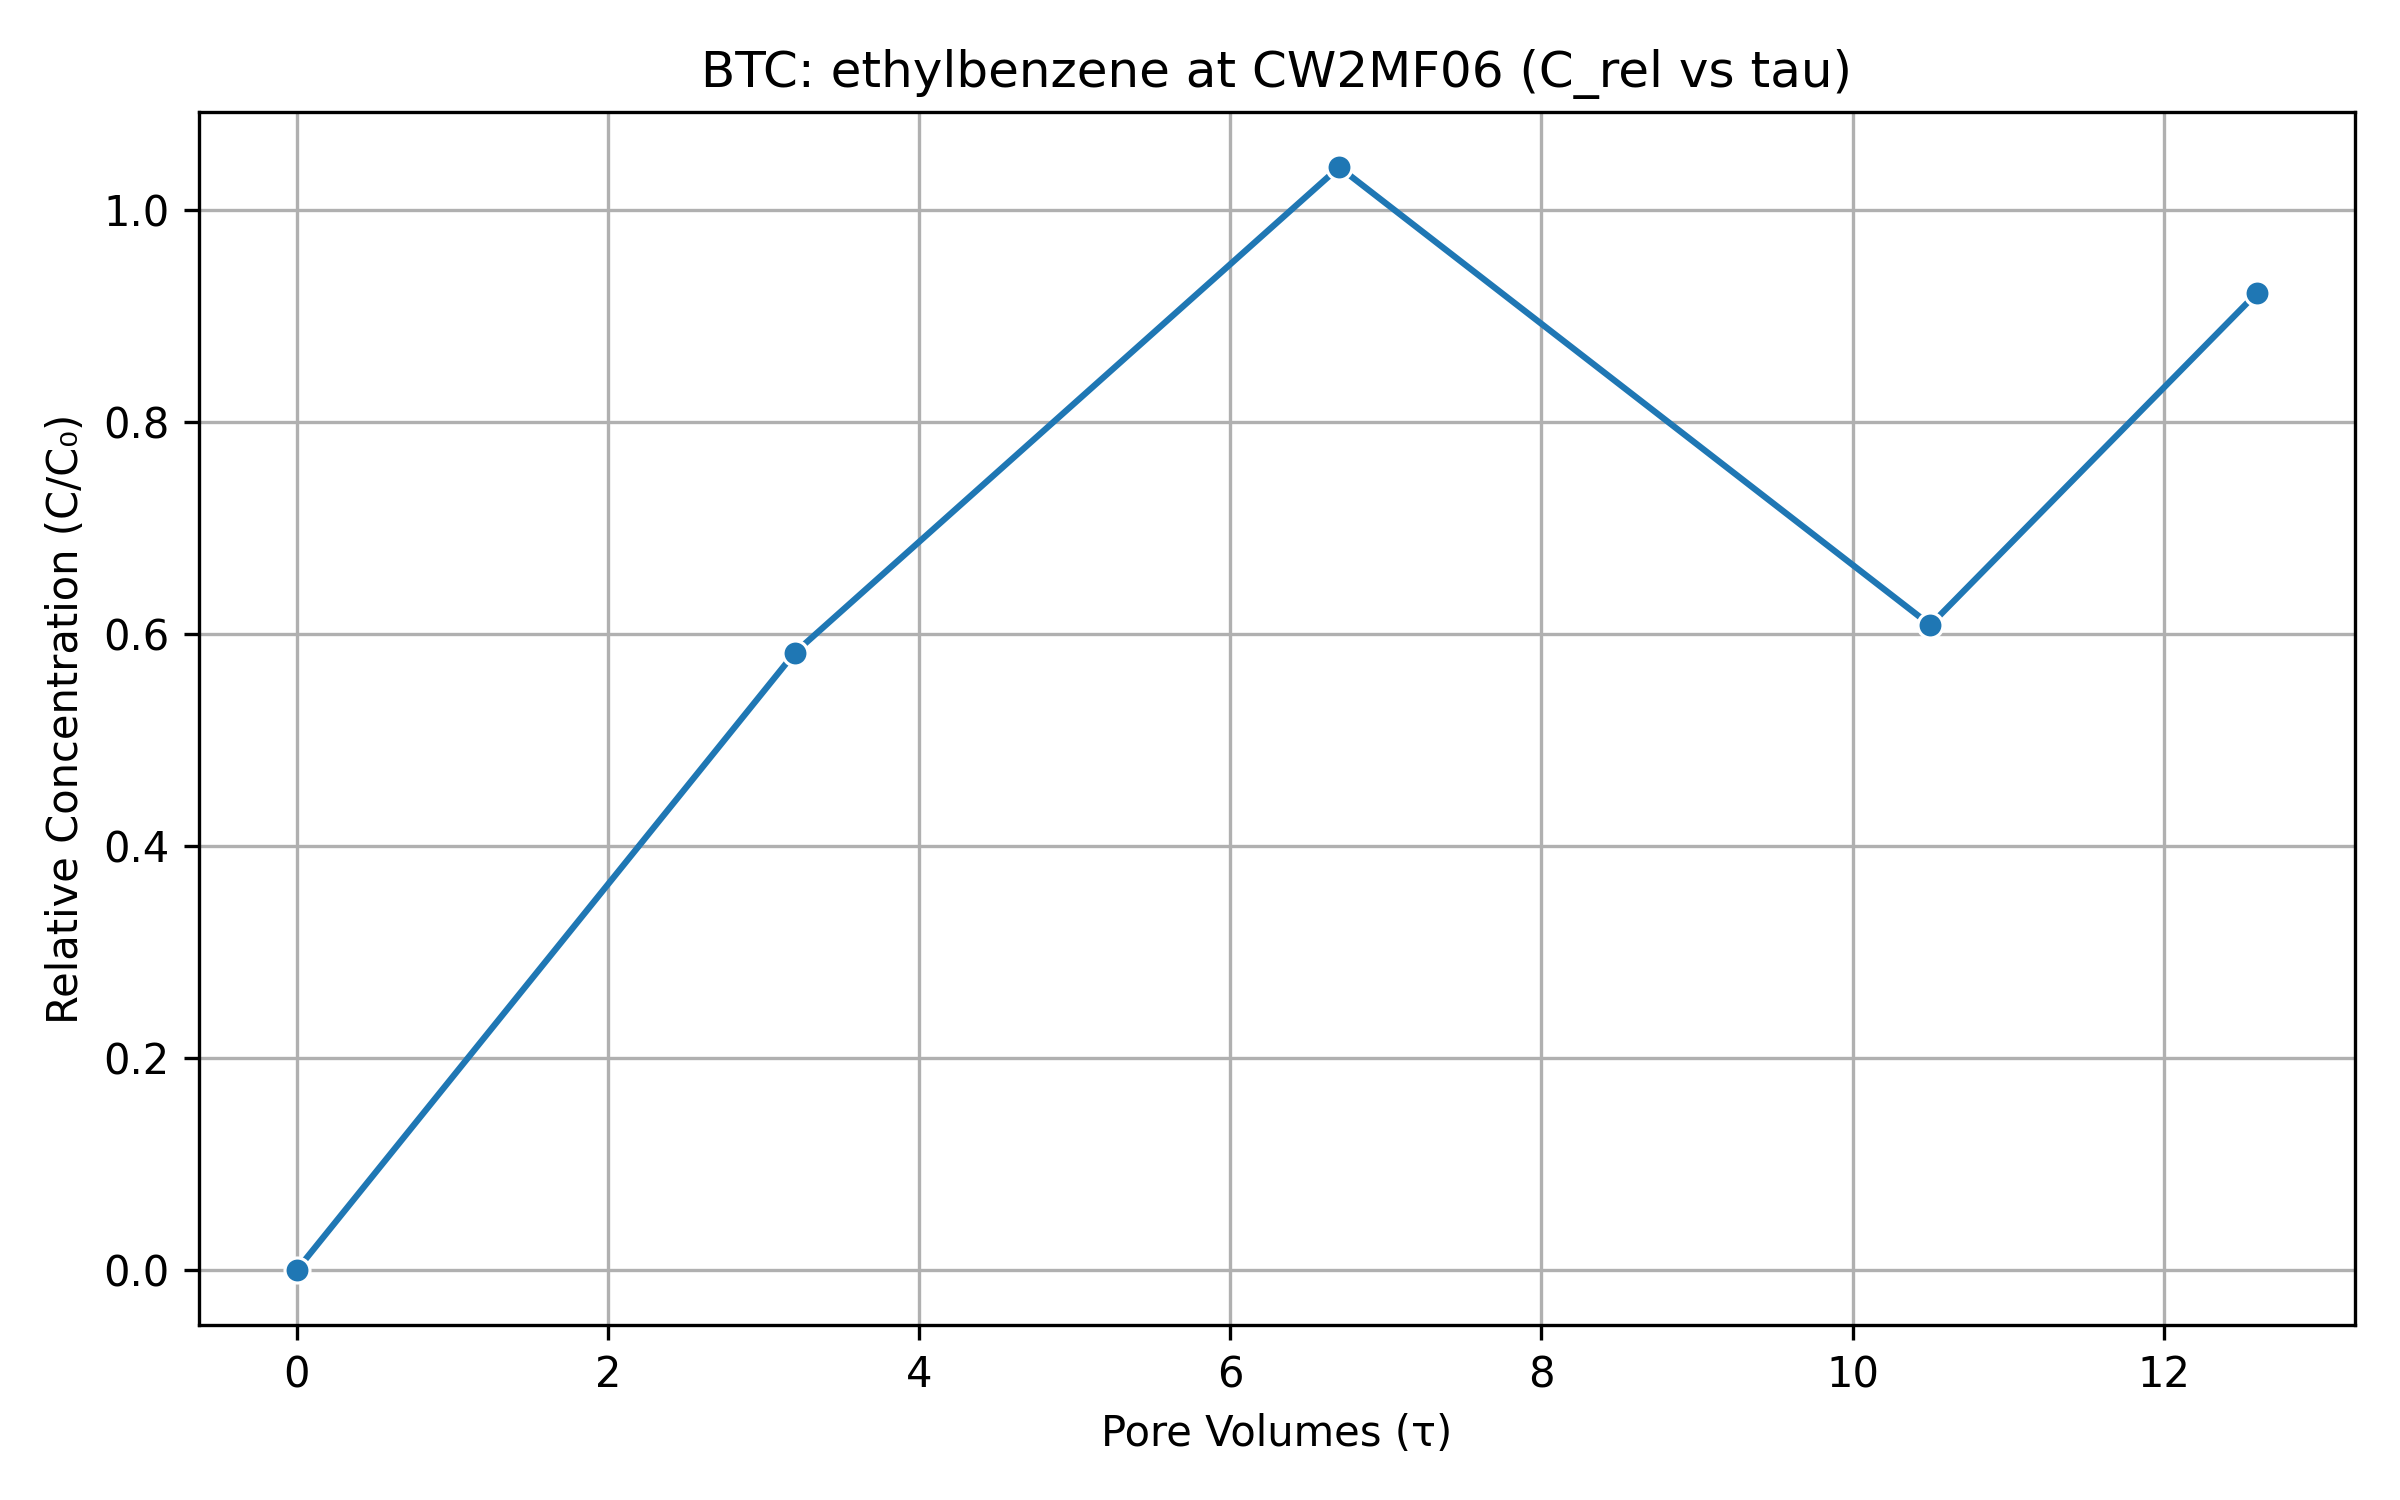 BTC: ethylbenzene at CW2MF06 (C_rel vs tau)
Relative Concentration (C/C₀)
1.0
0.8
0.6
0.4
0.2
0.0
0 2 4 6 8 10 12
Pore Volumes (τ)